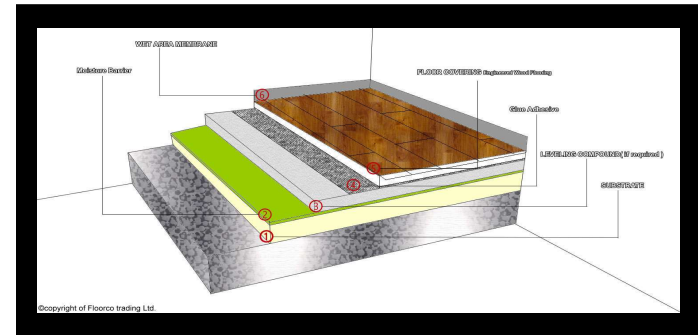 WET AREA MEMBRANE
Moisture Barrier
FLOOR COVERING Engineered Wood Flooring
Glue Adhesive
LEVELING COMPOUND( if required )
SUBSTRATE
6
5
4
3
2
1
©copyright of Floorco trading Ltd.